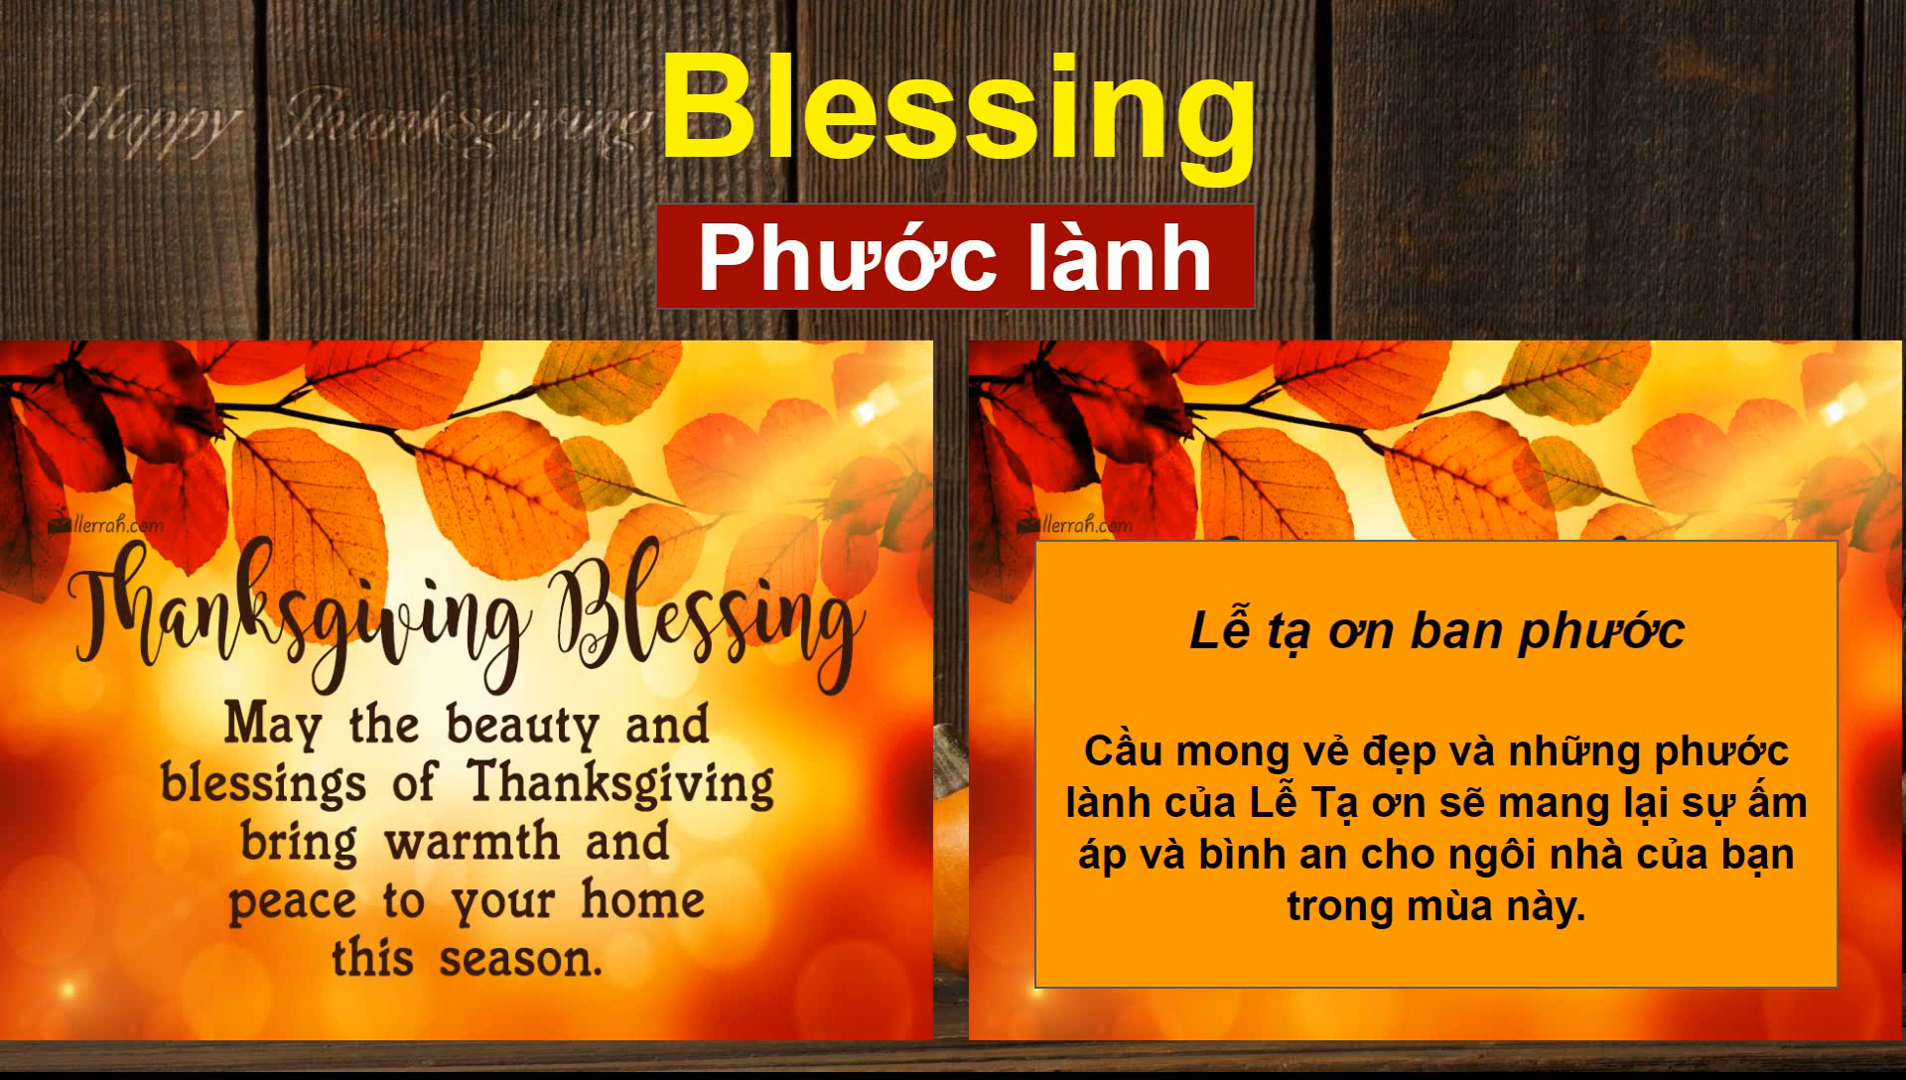 Happy Thanksgiving
Blessing
Phước lành
llerrah.com
Thanksgiving Blessing
May the beauty and
blessings of Thanksgiving
bring warmth and
peace to your home
this season.
llerrah.com
Lễ tạ ơn ban phước
Cầu mong vẻ đẹp và những phước
lành của Lễ Tạ ơn sẽ mang lại sự ấm
áp và bình an cho ngôi nhà của bạn
trong mùa này.